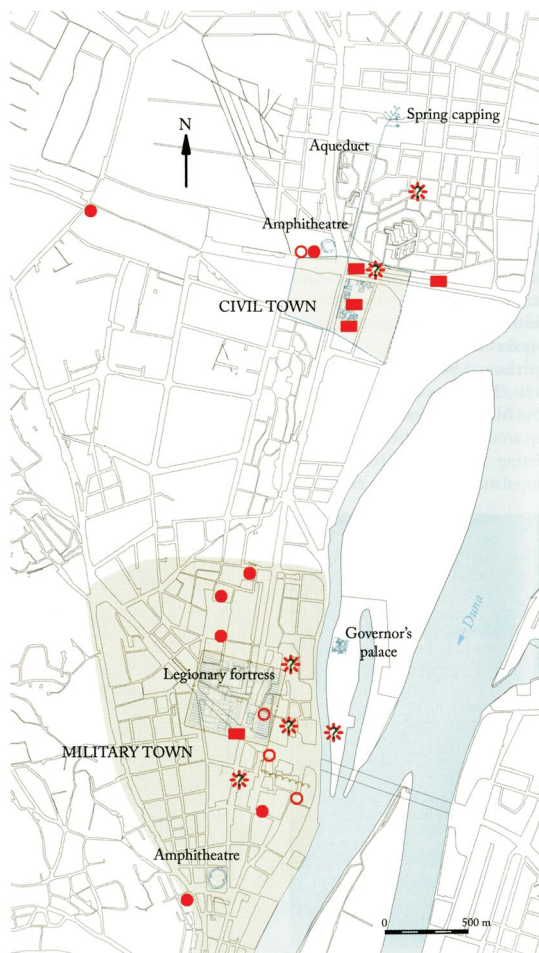 N
Spring capping
Aqueduct
?
Amphitheatre
?
CIVIL TOWN
Duna
Governor's
palace
?
Legionary fortress
?
?
MILITARY TOWN
?
Amphitheatre
0 500 m